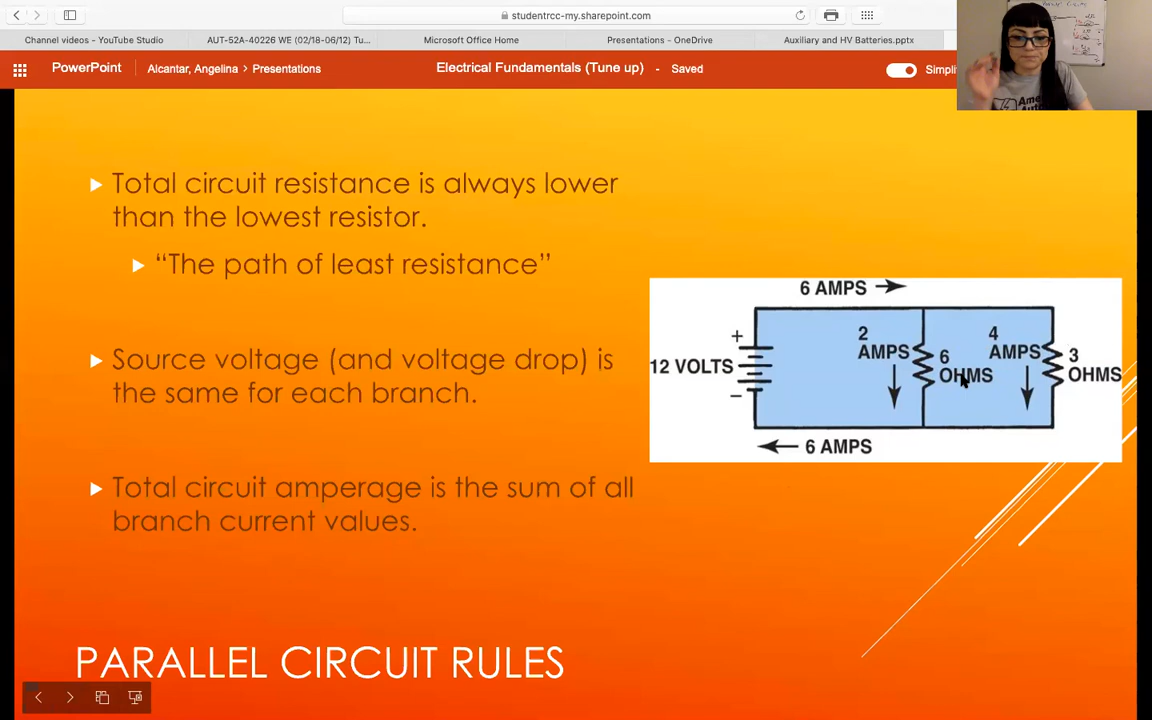 studentrcc-my.sharepoint.com
Channel videos - YouTube Studio
AUT-52A-40226 WE (02/18-06/12) Tu...
Microsoft Office Home
Presentations - OneDrive
Auxiliary and HV Batteries.pptx
PowerPoint
Alcantar, Angelina > Presentations
Electrical Fundamentals (Tune up) - Saved
Simpli
Total circuit resistance is always lower
than the lowest resistor.
“The path of least resistance”
Source voltage (and voltage drop) is
the same for each branch.
Total circuit amperage is the sum of all
branch current values.
6 AMPS
+
12 VOLTS
−
2
AMPS
6
OHMS
4
AMPS
3
OHMS
6 AMPS
PARALLEL CIRCUIT RULES